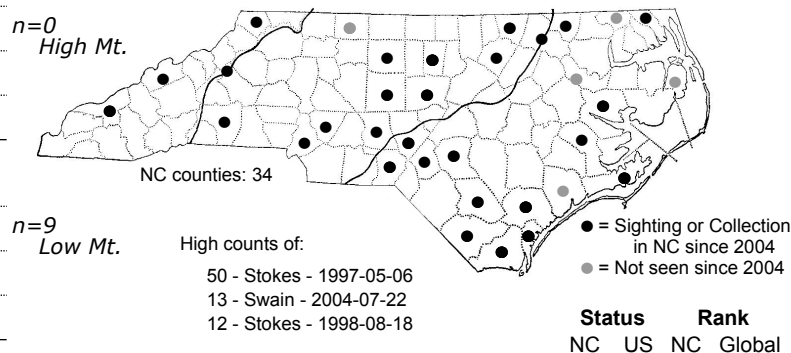 n=0
High Mt.
NC counties: 34
n=9
Low Mt.
High counts of:
50 - Stokes - 1997-05-06
13 - Swain - 2004-07-22
12 - Stokes - 1998-08-18
= Sighting or Collection
in NC since 2004
= Not seen since 2004
Status Rank
NC US NC Global